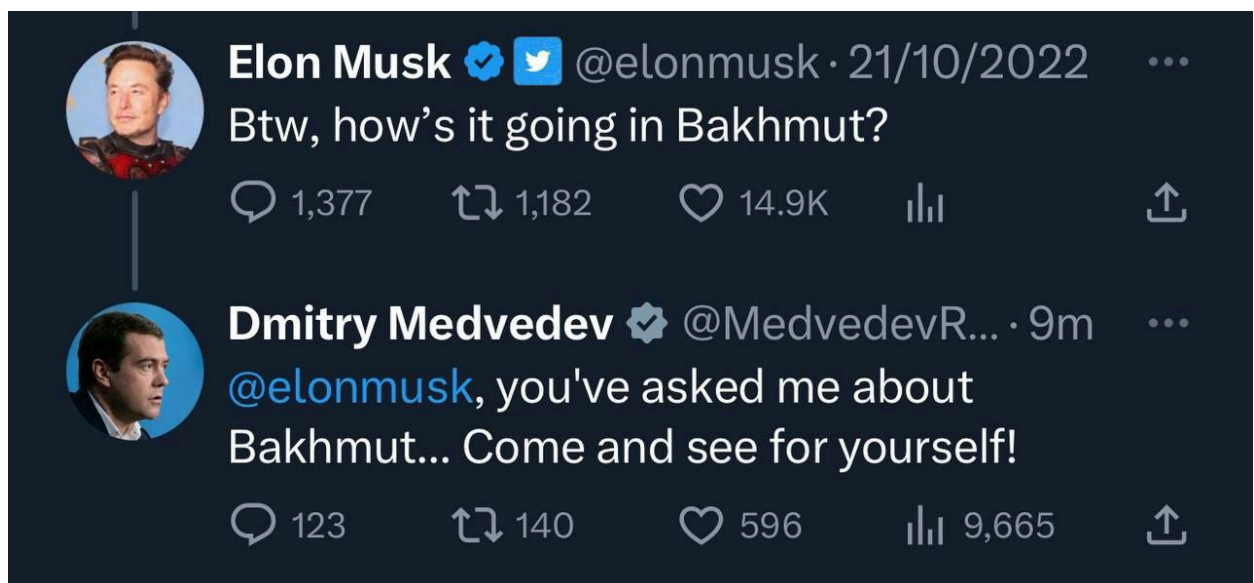 Elon Musk @elonmusk · 21/10/2022
Btw, how’s it going in Bakhmut?
1,377 1,182 14.9K
Dmitry Medvedev @MedvedevR... · 9m
@elonmusk, you've asked me about
Bakhmut... Come and see for yourself!
123 140 596 9,665